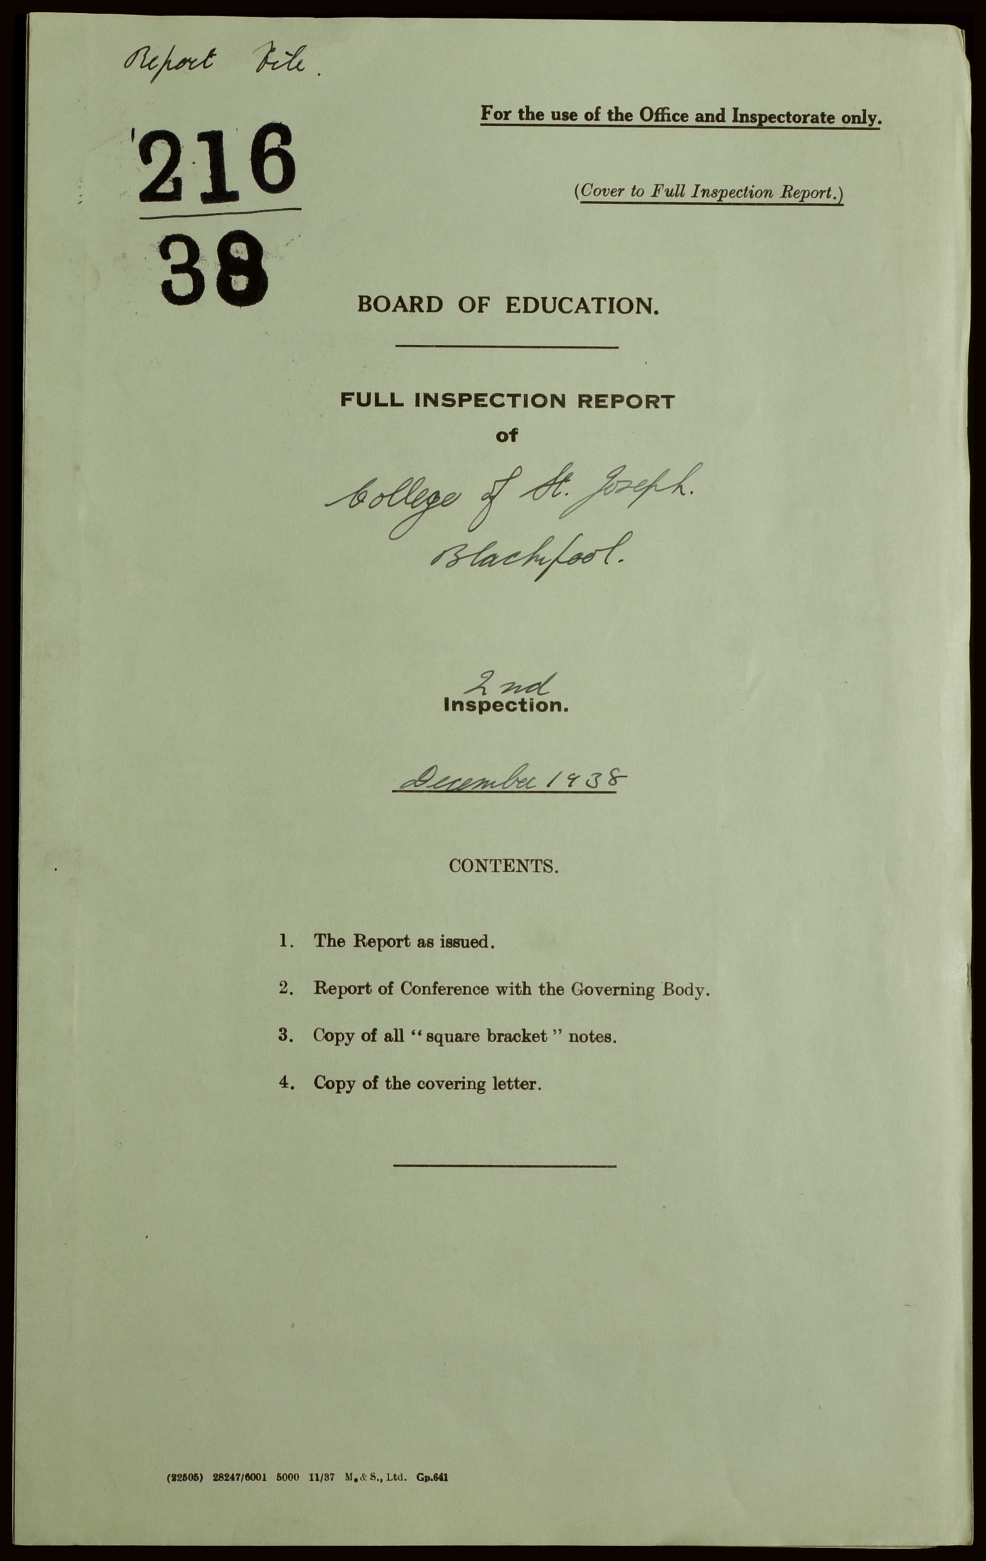 Report File.
216
38
For the use of the Office and Inspectorate only.
(Cover to Full Inspection Report.)
BOARD OF EDUCATION.
FULL INSPECTION REPORT
of
College of St. Joseph.
Blackpool.
2nd
Inspection.
December 1938
CONTENTS.
1. The Report as issued.
2. Report of Conference with the Governing Body.
3. Copy of all “ square bracket ” notes.
4. Copy of the covering letter.
(22505) 28247/6001 5000 11/37 M. & S., Ltd. Gp.641